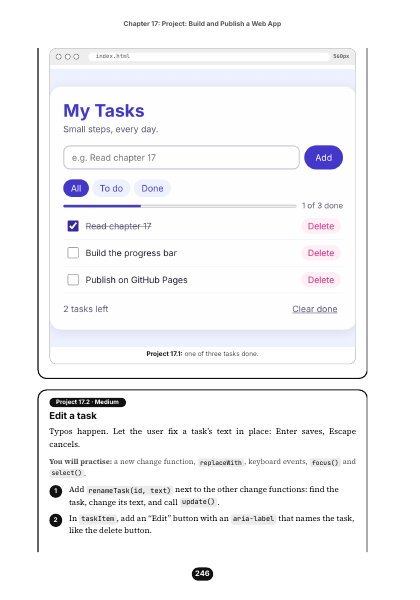 Chapter 17: Project: Build and Publish a Web App
index.html
560px
My Tasks
Small steps, every day.
e.g. Read chapter 17
Add
All
To do
Done
1 of 3 done
Read chapter 17
Delete
Build the progress bar
Delete
Publish on GitHub Pages
Delete
2 tasks left
Clear done
Project 17.1: one of three tasks done.
Project 17.2 · Medium
Edit a task
Typos happen. Let the user fix a task's text in place: Enter saves, Escape
cancels.
You will practise: a new change function, replaceWith, keyboard events, focus() and
select().
1 Add renameTask(id, text) next to the other change functions: find the
task, change its text, and call update().
2 In taskItem, add an “Edit” button with an aria-label that names the task,
like the delete button.
246